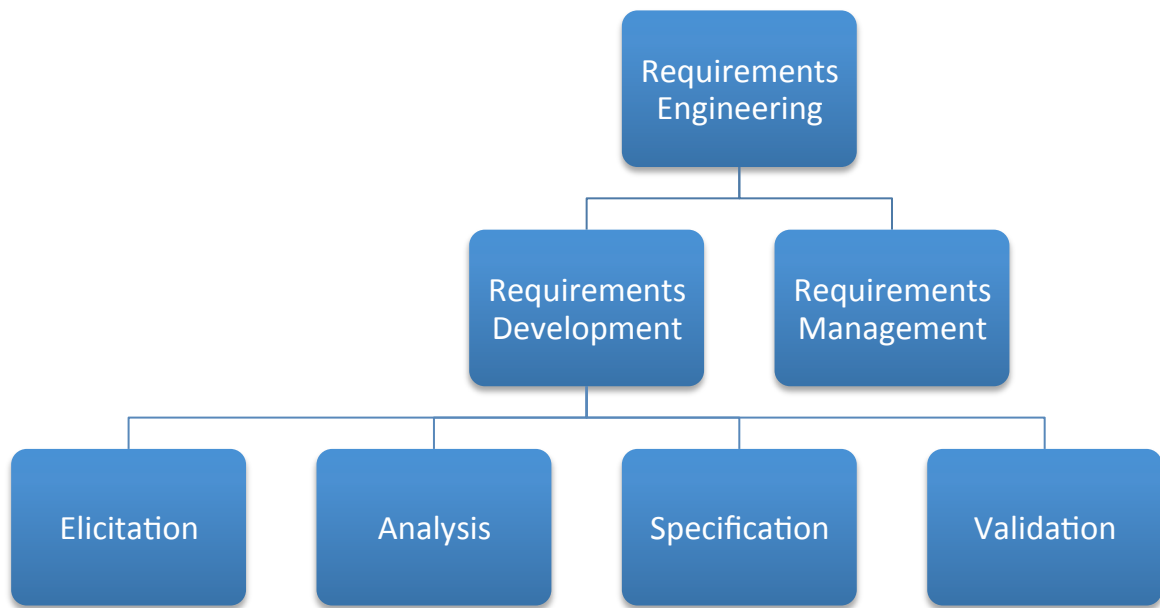 Requirements
Engineering
Requirements
Development
Requirements
Management
Elicitation
Analysis
Specification
Validation